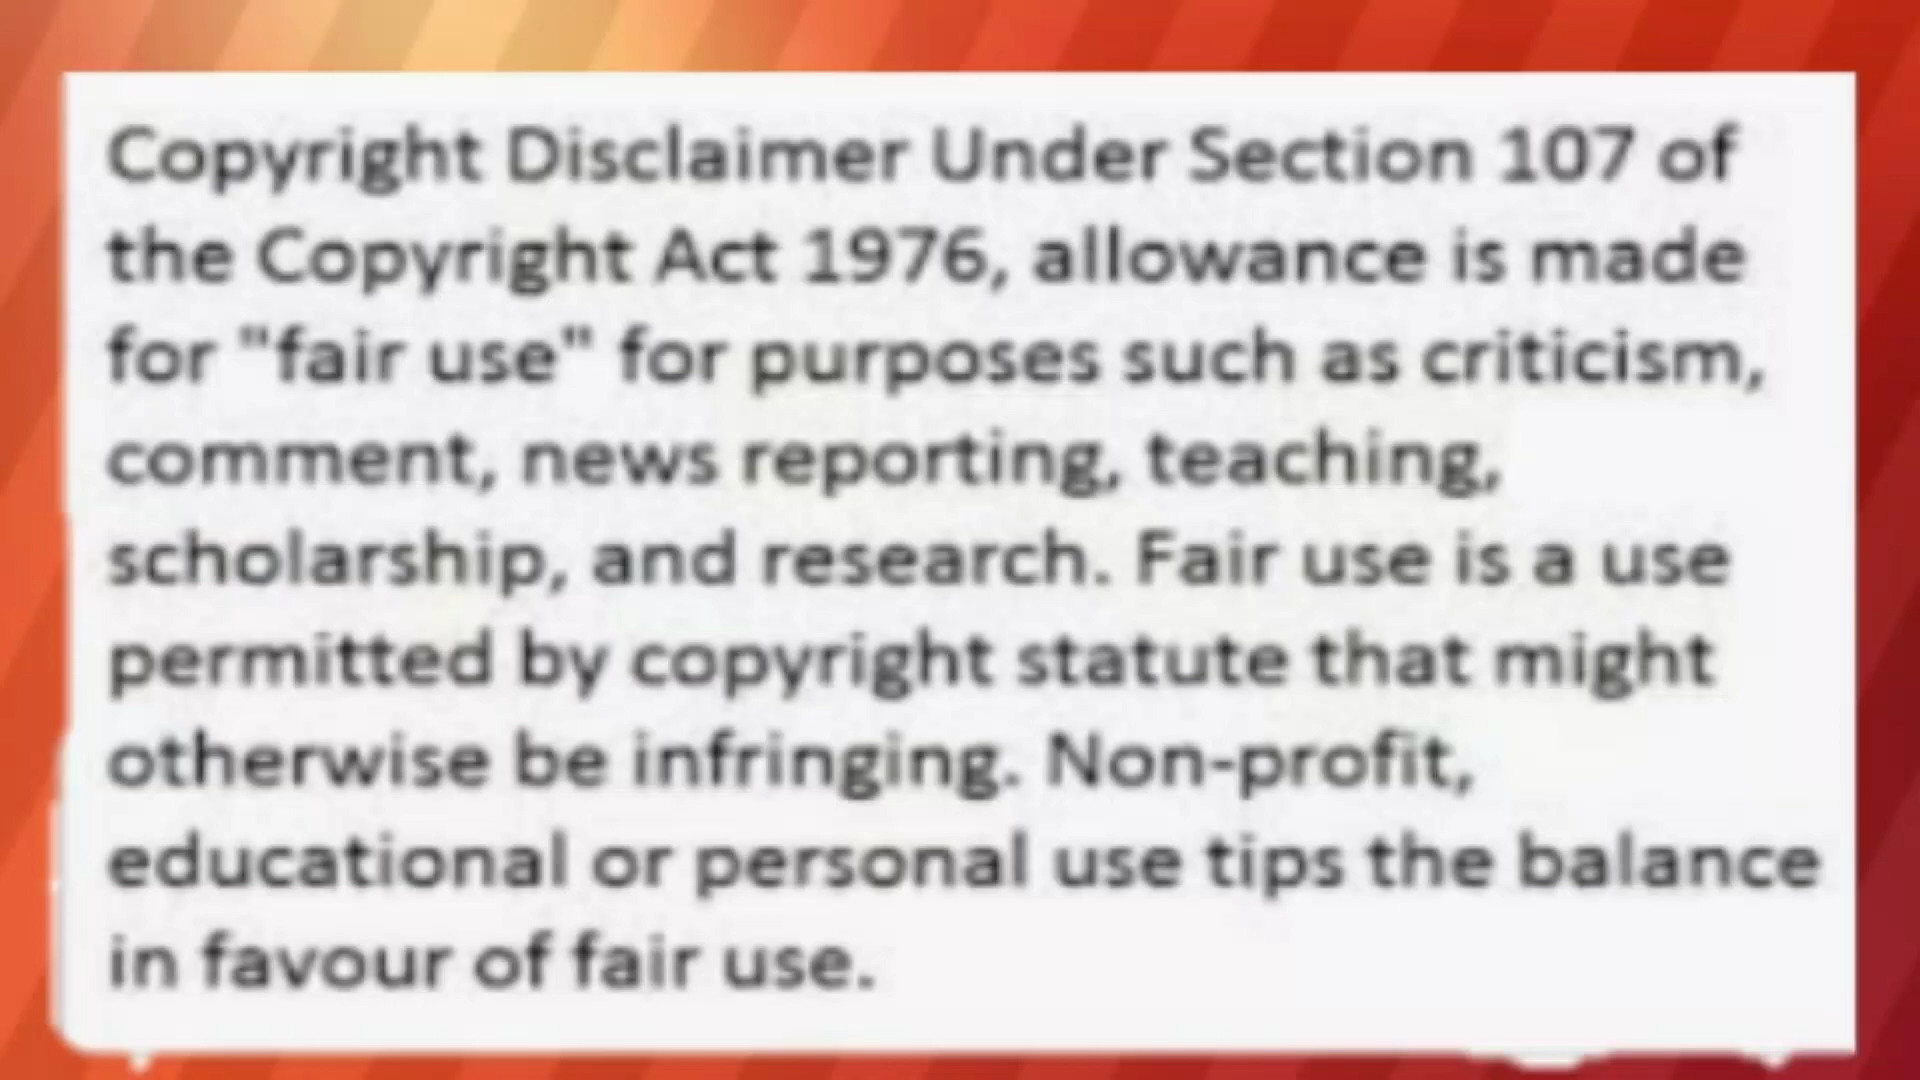 Copyright Disclaimer Under Section 107 of
the Copyright Act 1976, allowance is made
for "fair use" for purposes such as criticism,
comment, news reporting, teaching,
scholarship, and research. Fair use is a use
permitted by copyright statute that might
otherwise be infringing. Non-profit,
educational or personal use tips the balance
in favour of fair use.